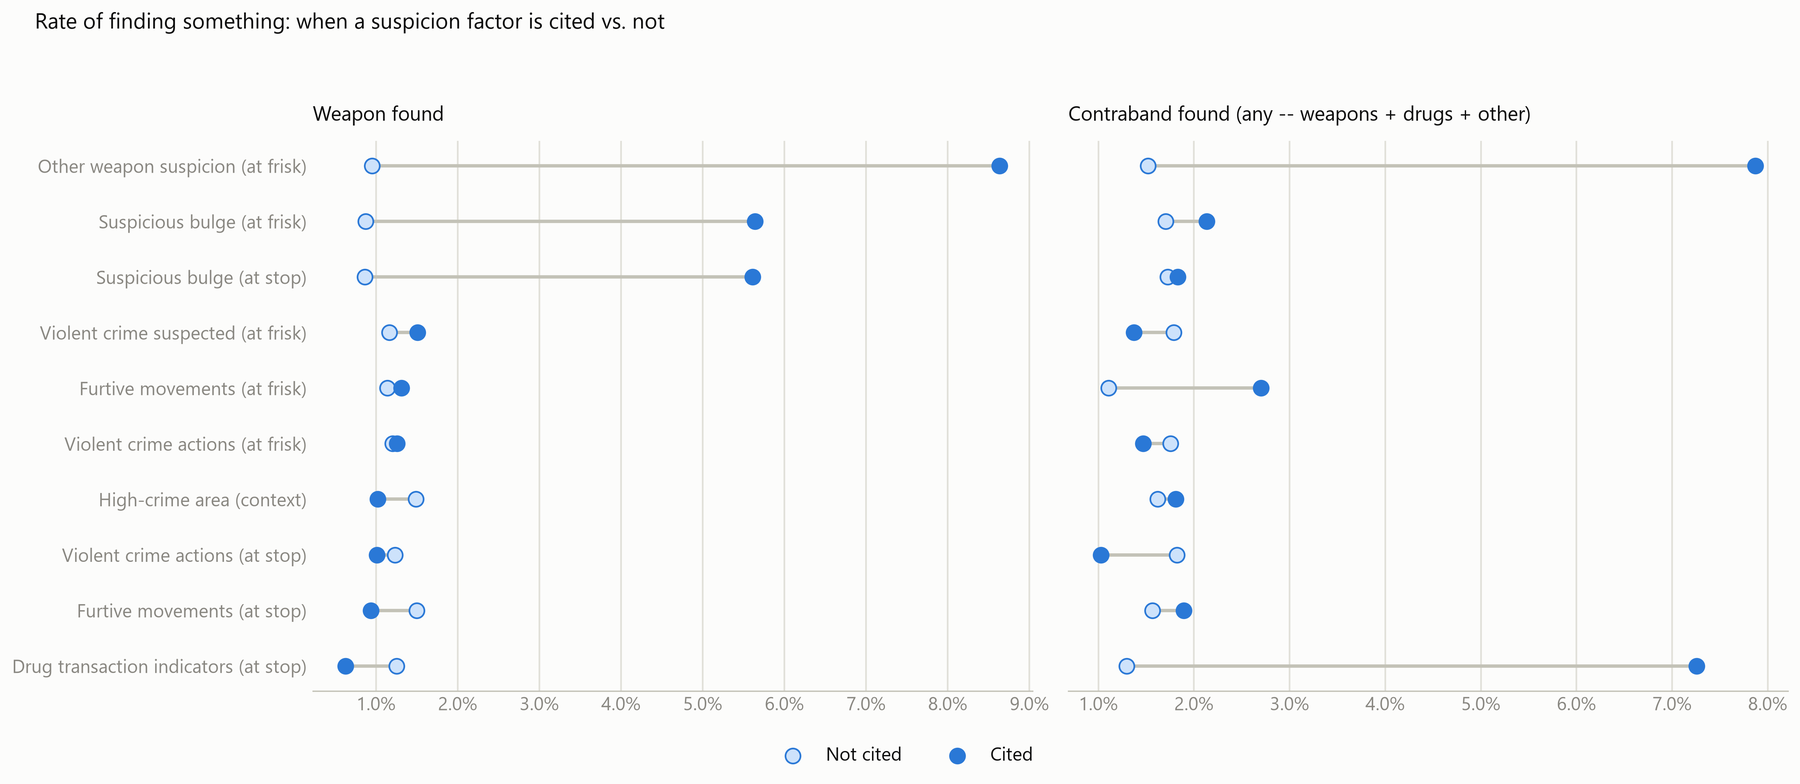 Rate of finding something: when a suspicion factor is cited vs. not
Weapon found
Contraband found (any -- weapons + drugs + other)
Other weapon suspicion (at frisk)
Suspicious bulge (at frisk)
Suspicious bulge (at stop)
Violent crime suspected (at frisk)
Furtive movements (at frisk)
Violent crime actions (at frisk)
High-crime area (context)
Violent crime actions (at stop)
Furtive movements (at stop)
Drug transaction indicators (at stop)
1.0% 2.0% 3.0% 4.0% 5.0% 6.0% 7.0% 8.0% 9.0%
1.0% 2.0% 3.0% 4.0% 5.0% 6.0% 7.0% 8.0%
Not cited Cited